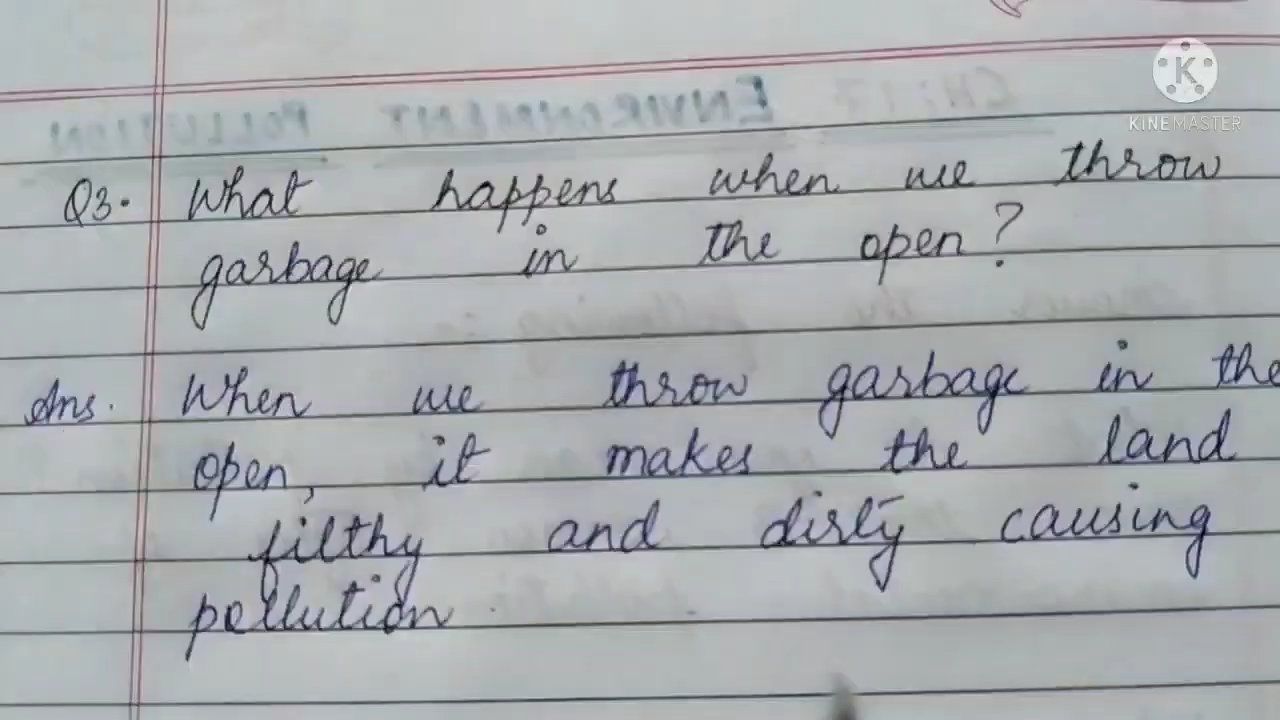 KINEMASTER
Q3. What happens when we throw
garbage in the open?
Ans. When we throw garbage in the
open, it makes the land
filthy and dirty causing
pollution.